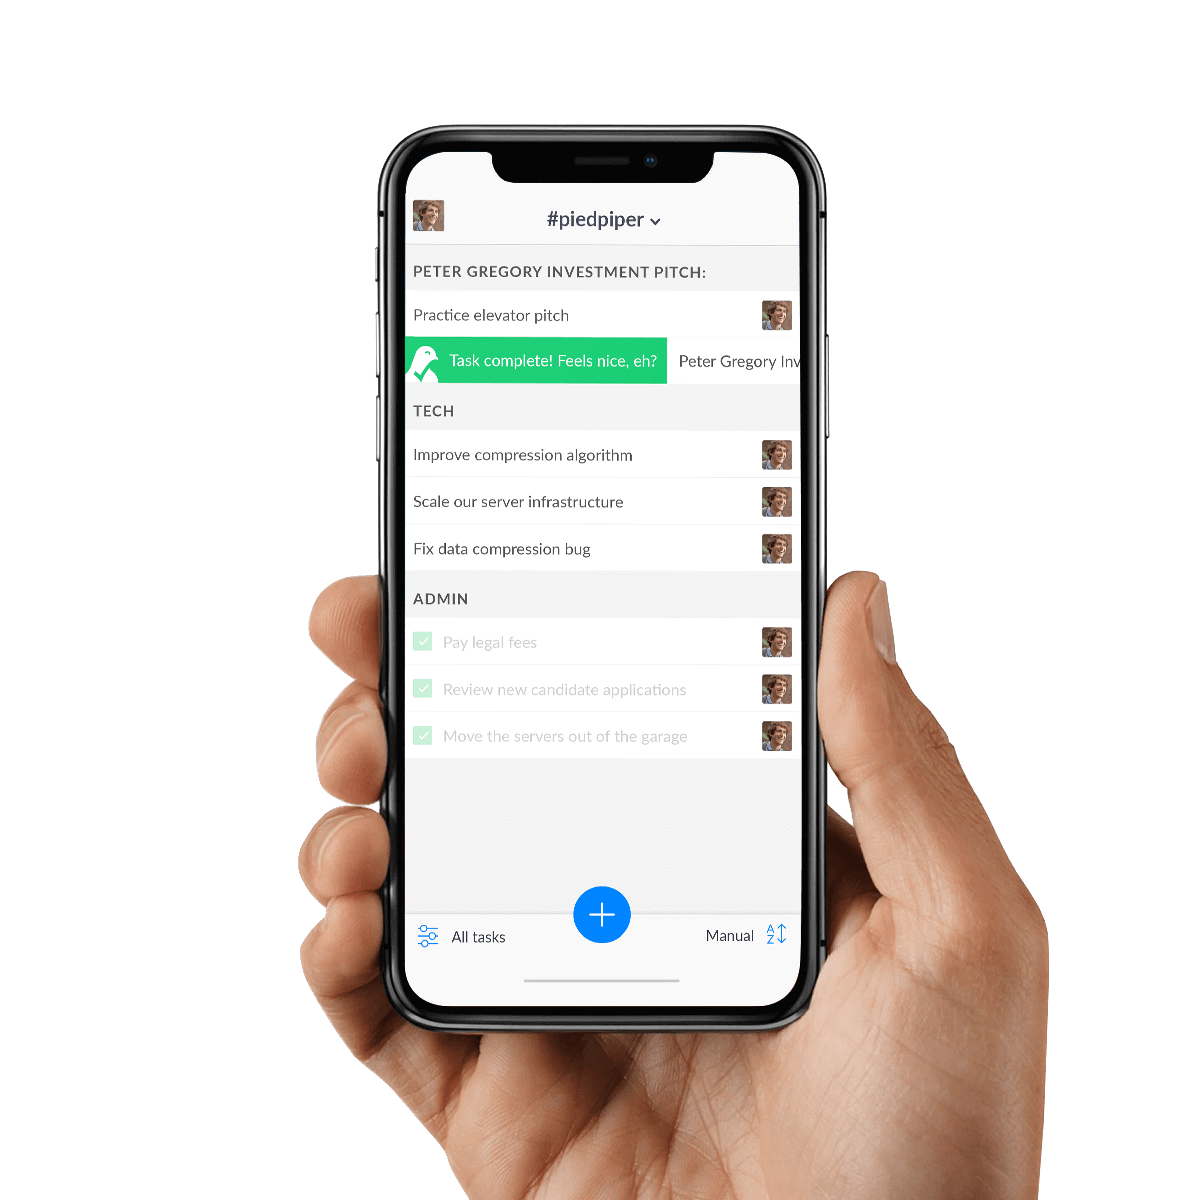 #piedpiper
PETER GREGORY INVESTMENT PITCH:
Practice elevator pitch
Task complete! Feels nice, eh? Peter Gregory Inv
TECH
Improve compression algorithm
Scale our server infrastructure
Fix data compression bug
ADMIN
Pay legal fees
Review new candidate applications
Move the servers out of the garage
All tasks
Manual
A
Z